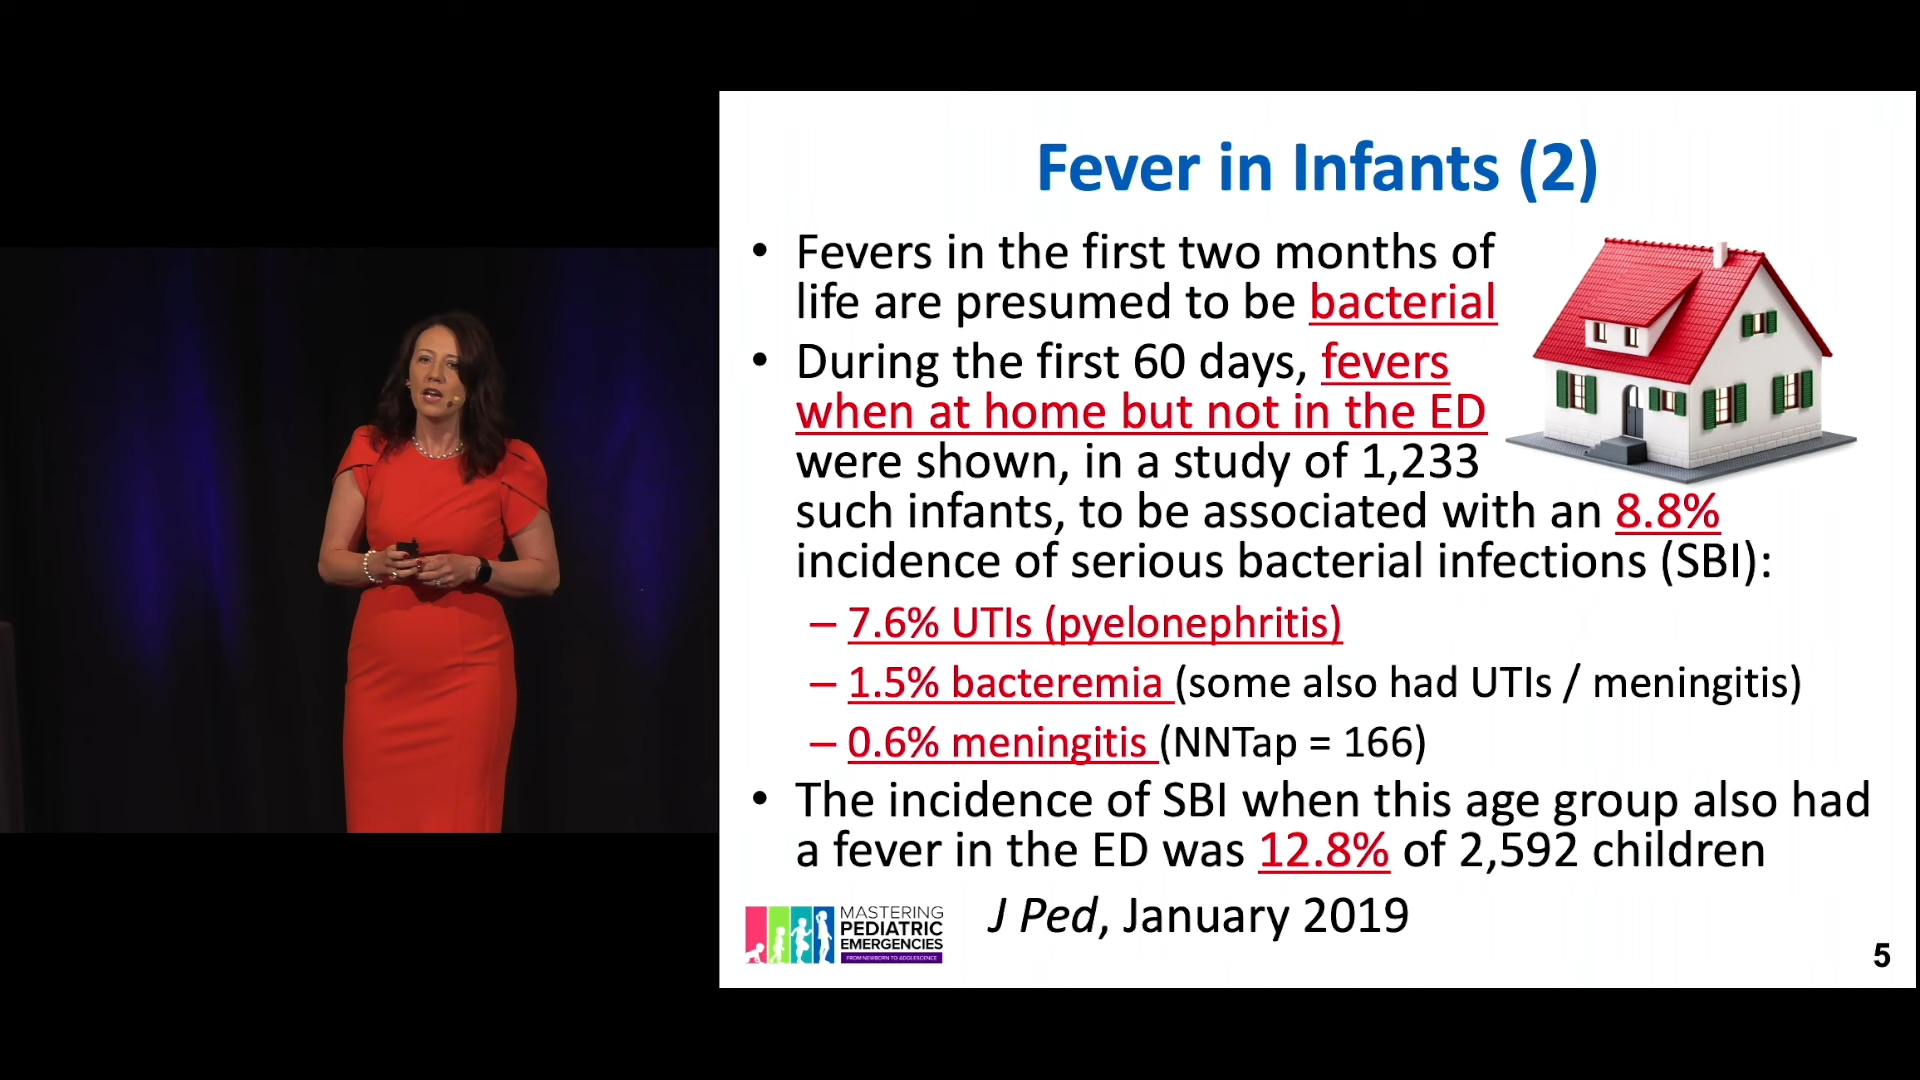 Fever in Infants (2)
• Fevers in the first two months of
life are presumed to be bacterial
• During the first 60 days, fevers
when at home but not in the ED
were shown, in a study of 1,233
such infants, to be associated with an 8.8%
incidence of serious bacterial infections (SBI):
– 7.6% UTIs (pyelonephritis)
– 1.5% bacteremia (some also had UTIs / meningitis)
– 0.6% meningitis (NNTap = 166)
• The incidence of SBI when this age group also had
a fever in the ED was 12.8% of 2,592 children
J Ped, January 2019
MASTERING
PEDIATRIC
EMERGENCIES
FROM NEWBORN TO ADOLESCENCE
5